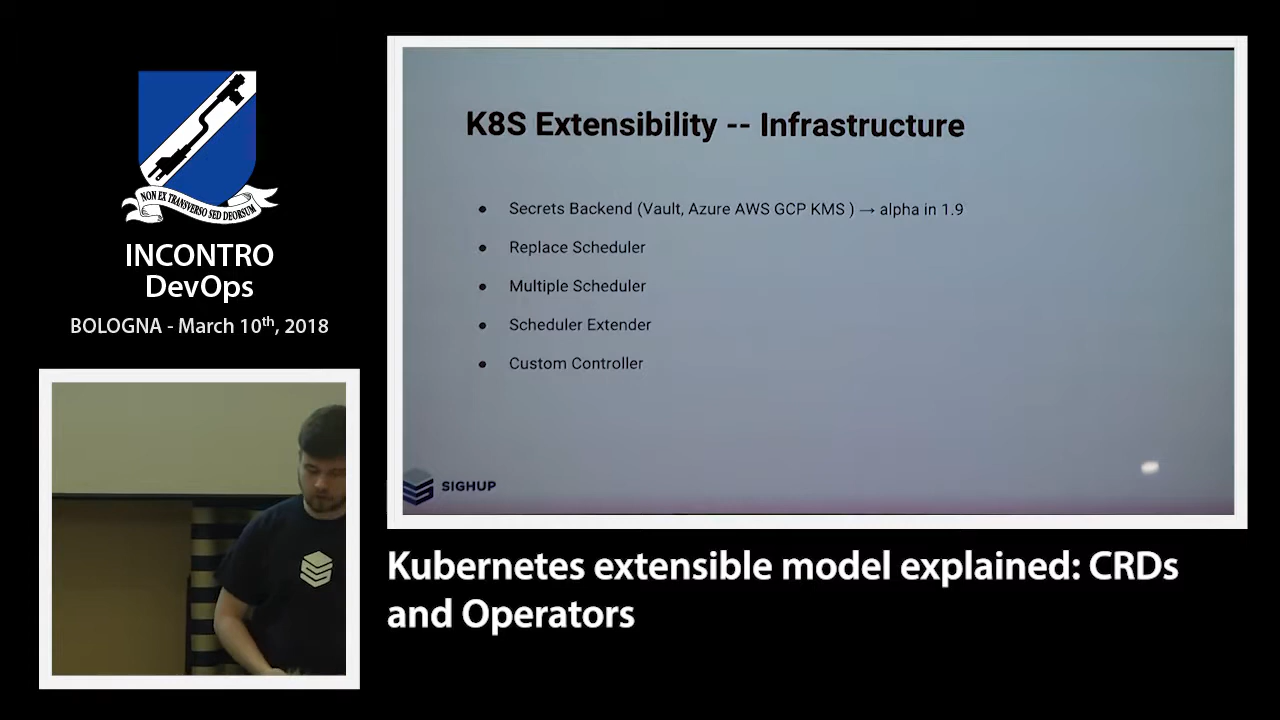 NON EX TRANSVERSO SED DEORSUM
INCONTRO
DevOps
BOLOGNA - March 10th, 2018
K8S Extensibility -- Infrastructure
• Secrets Backend (Vault, Azure AWS GCP KMS ) → alpha in 1.9
• Replace Scheduler
• Multiple Scheduler
• Scheduler Extender
• Custom Controller
SIGHUP
Kubernetes extensible model explained: CRDs
and Operators